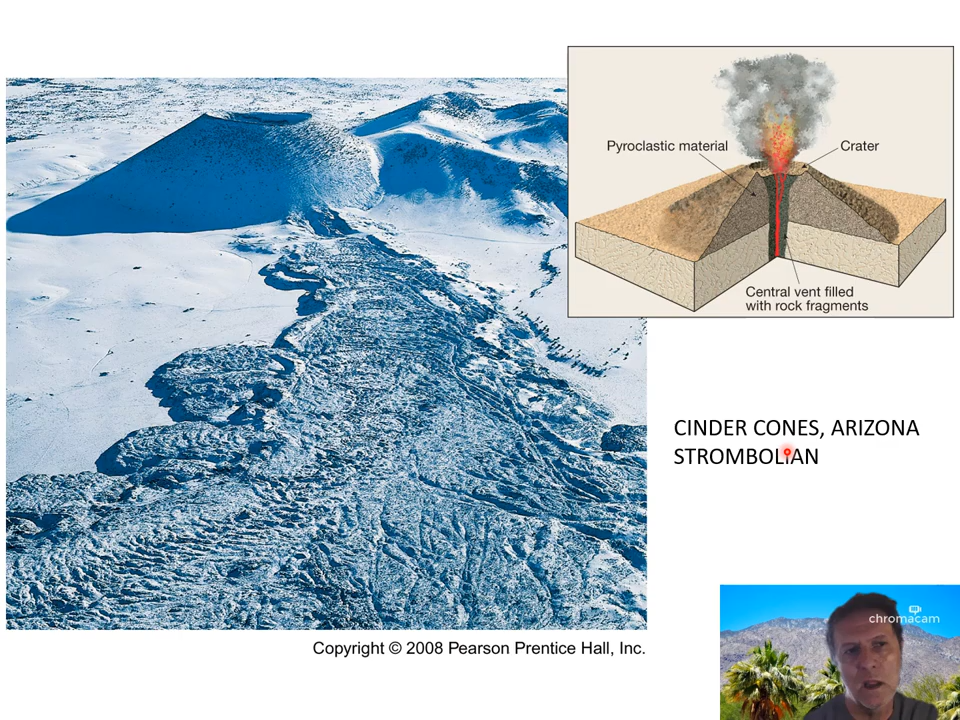 Pyroclastic material
Crater
Central vent filled
with rock fragments
CINDER CONES, ARIZONA
STROMBOLIAN
chromacam
Copyright © 2008 Pearson Prentice Hall, Inc.